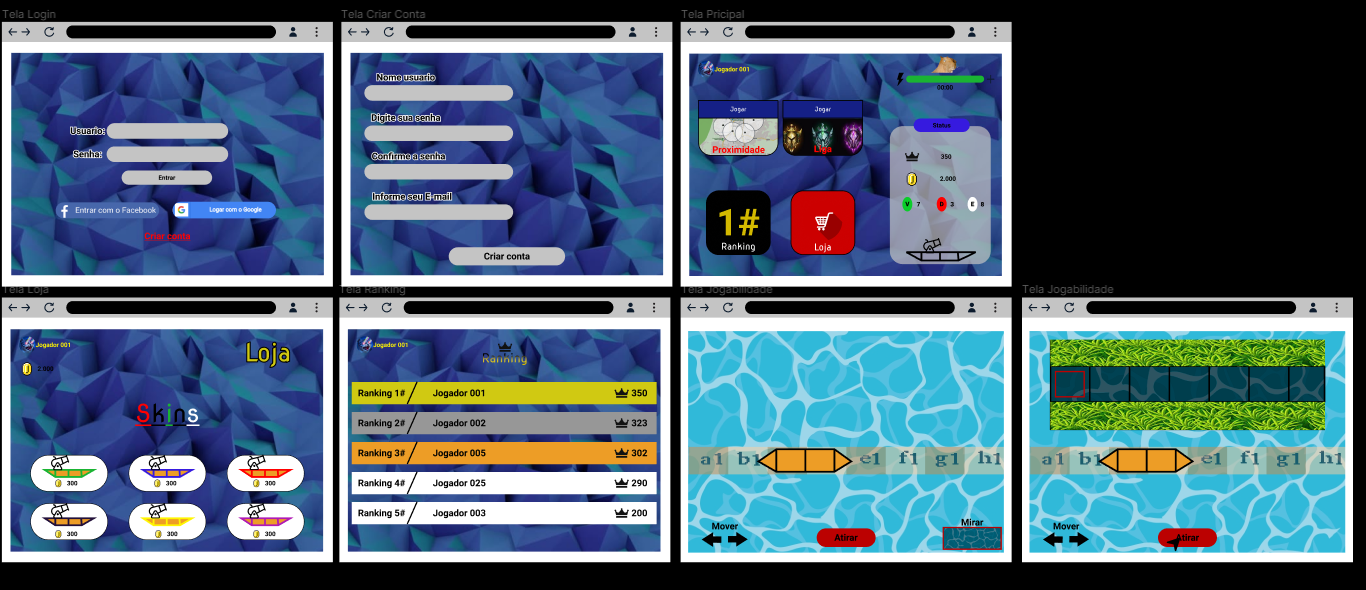 Tela Login
Usuario:
Senha:
Entrar
Entrar com o Facebook
Logar com o Google
Criar conta
Tela Criar Conta
Nome usuario
Digite sua senha
Confirme a senha
Informe seu E-mail
Criar conta
Tela Pricipal
Jogador 001
00:00
Jogar
Proximidade
Jogar
Liga
Status
350
J
2.000
V 7
D 3
E 8
1#
Ranking
Loja
Tela Loja
Jogador 001
J
Loja
Skins
300
300
300
300
300
300
Tela Ranking
Jogador 001
Ranking
Ranking 1# Jogador 001 350
Ranking 2# Jogador 002 323
Ranking 3# Jogador 005 302
Ranking 4# Jogador 025 290
Ranking 5# Jogador 003 200
Tela Jogabilidade
a1 b1 e1 f1 g1 h1
Mover
Atirar
Mirar
Tela Jogabilidade
a1 b1 e1 f1 g1 h1
Mover
Atirar